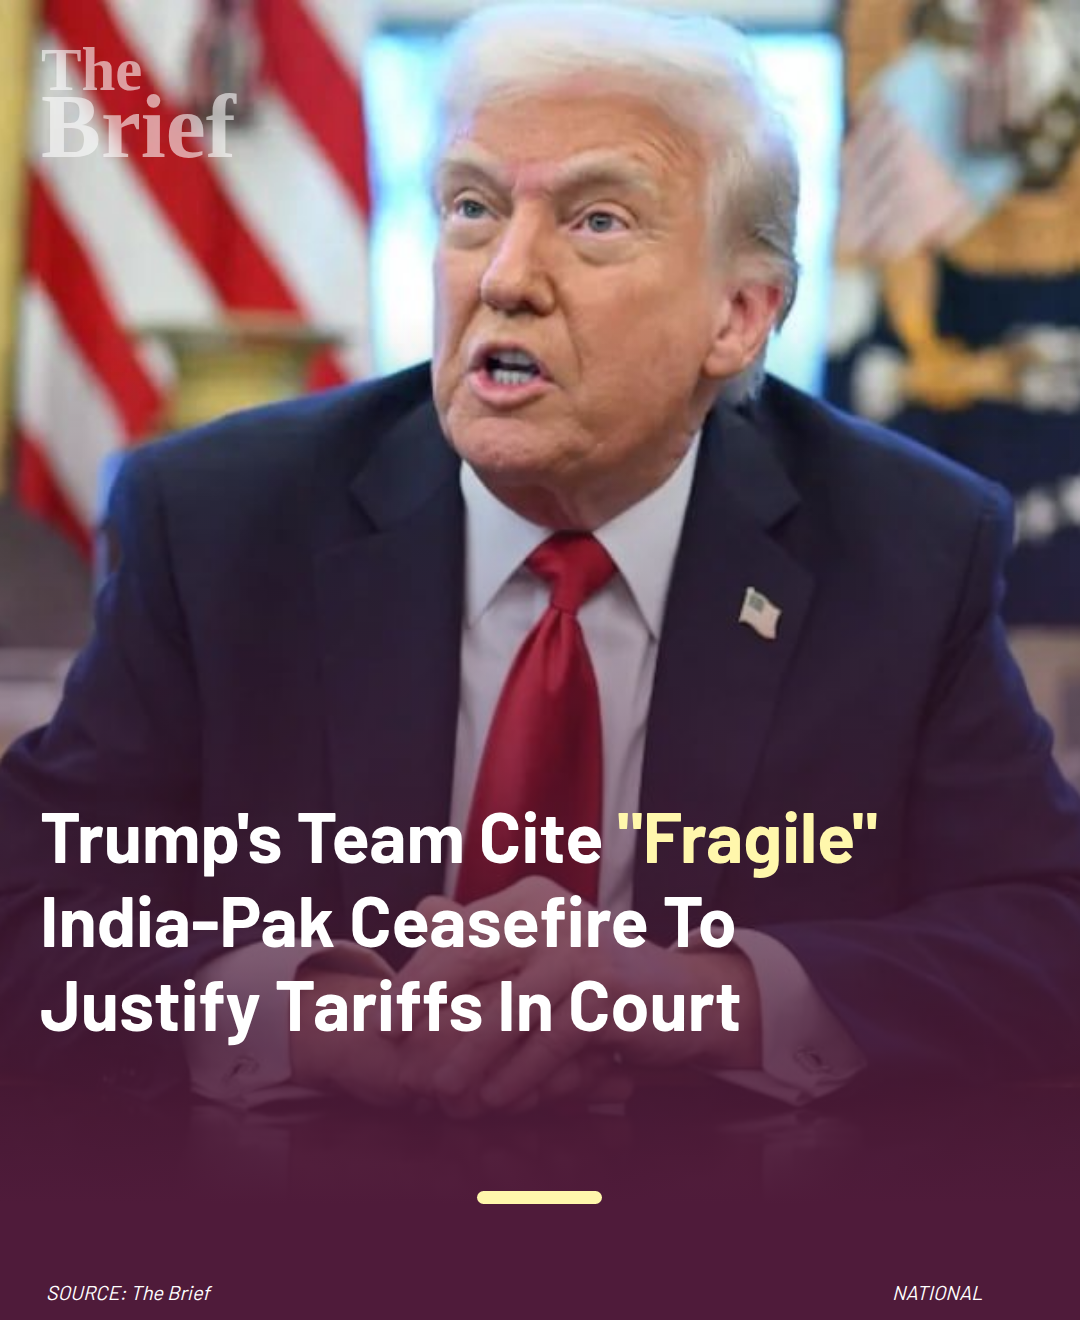 The
Brief
Trump's Team Cite "Fragile"
India-Pak Ceasefire To
Justify Tariffs In Court
SOURCE: The Brief
NATIONAL